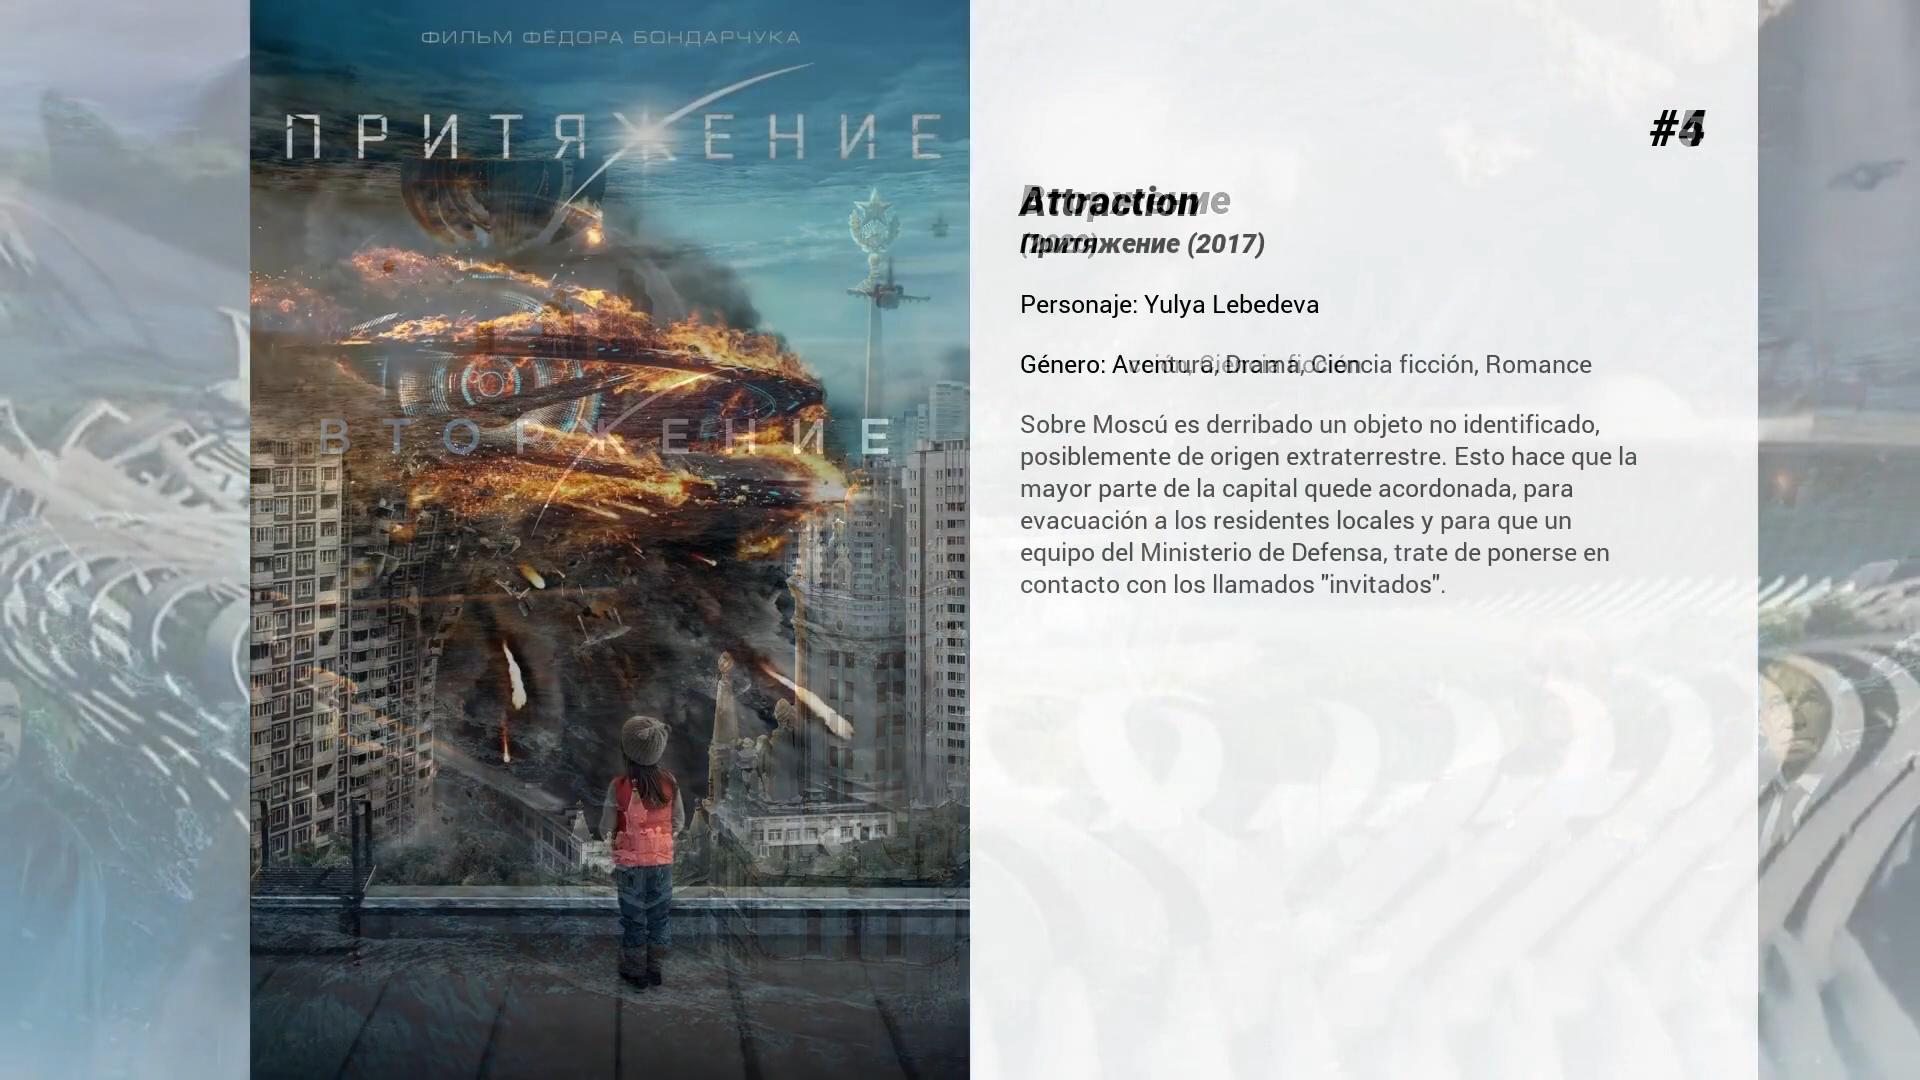 ФИЛЬМ ФЁДОРА БОНДАРЧУКА
ПРИТЯЖЕНИЕ
ВТОРЖЕНИЕ
Attraction
Притяжение (2017)
Personaje: Yulya Lebedeva
Género: Aventura, Drama, Ciencia ficción, Romance
Sobre Moscú es derribado un objeto no identificado,
posiblemente de origen extraterrestre. Esto hace que la
mayor parte de la capital quede acordonada, para
evacuación a los residentes locales y para que un
equipo del Ministerio de Defensa, trate de ponerse en
contacto con los llamados "invitados".